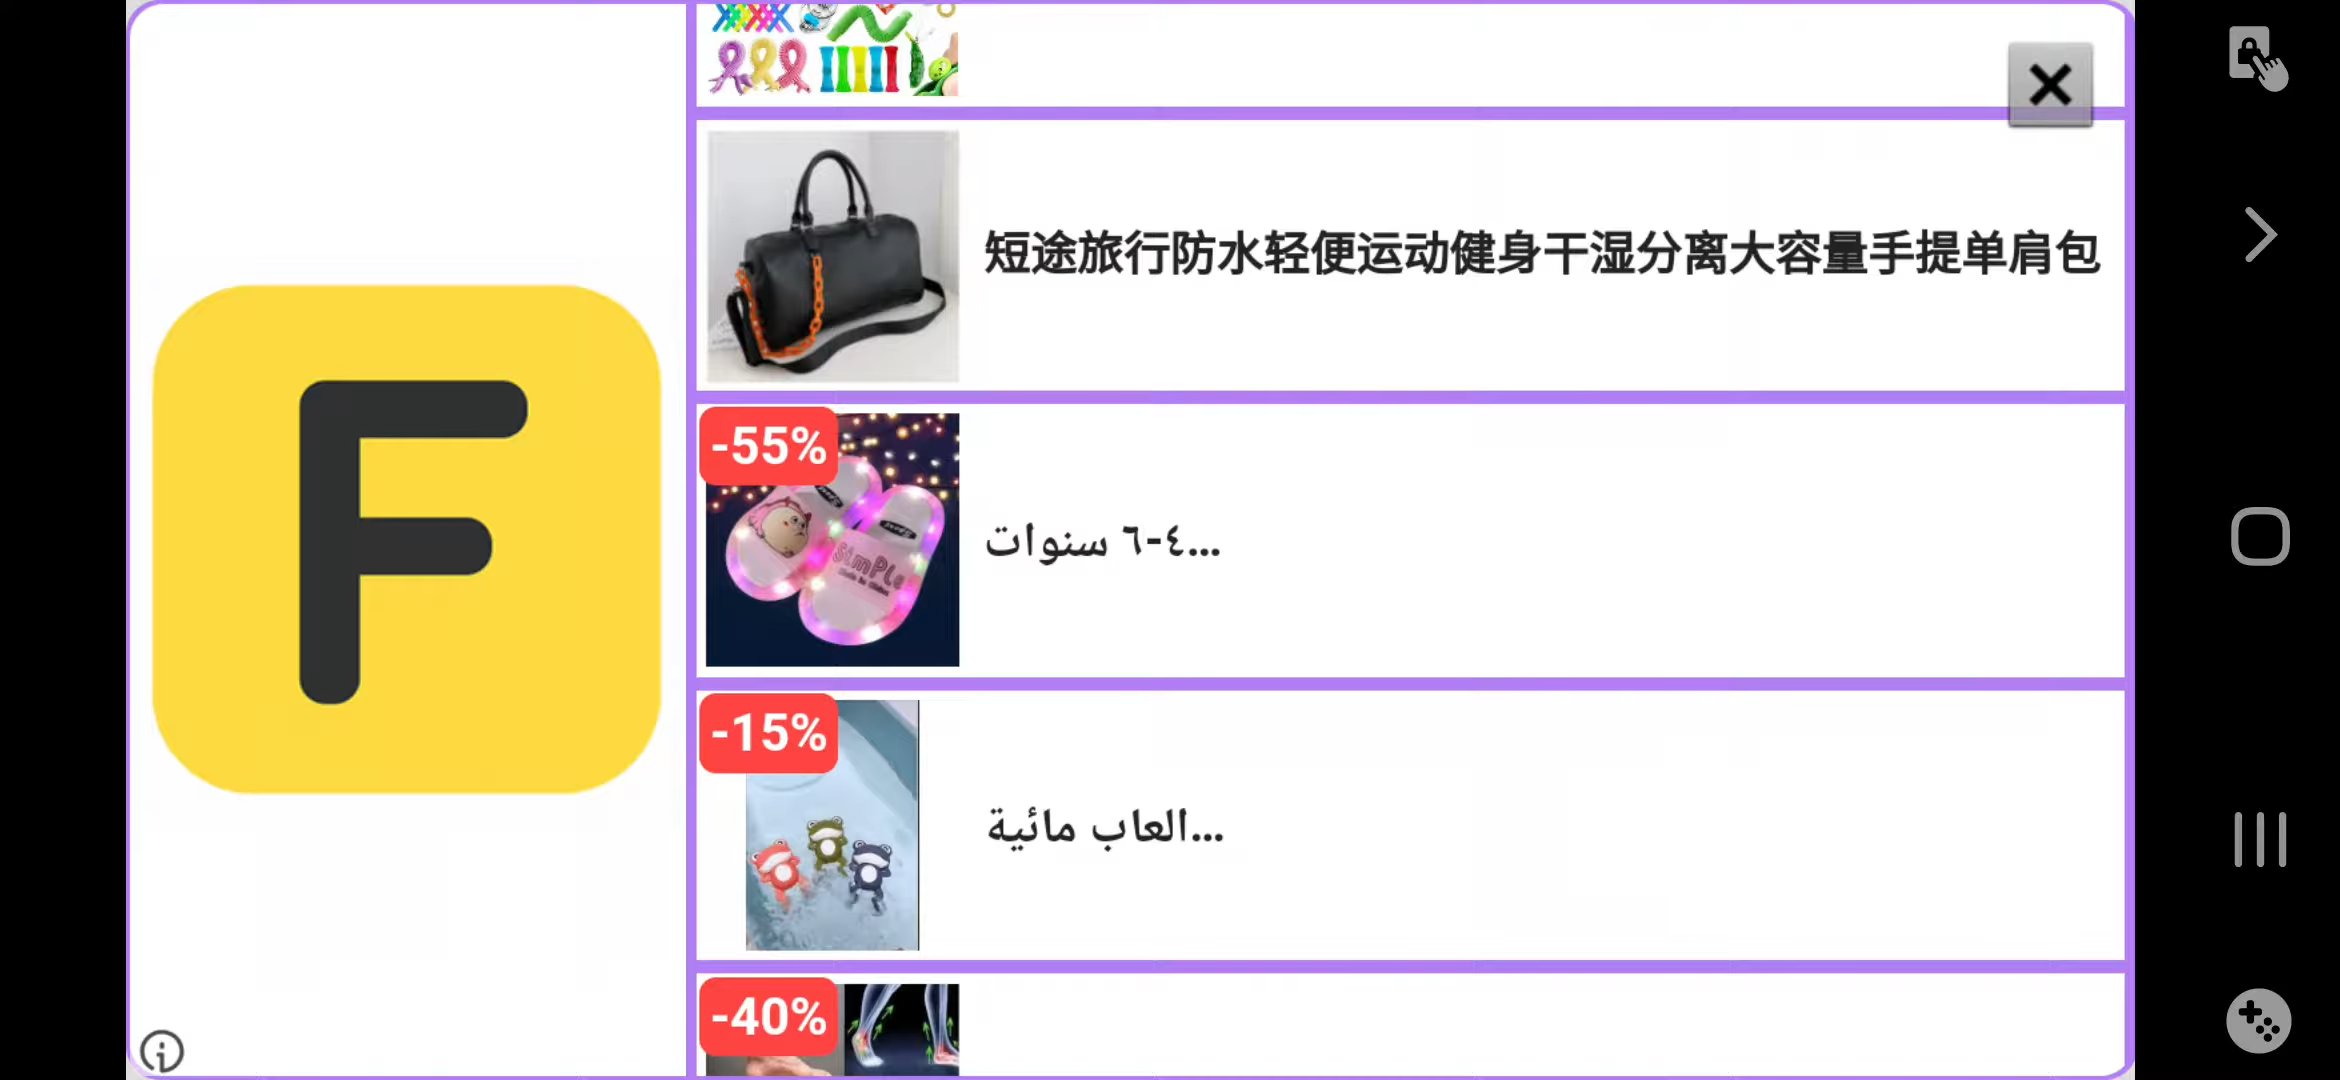 F
短途旅行防水轻便运动健身干湿分离大容量手提单肩包
-55%
SimPLe
٤-٦ سنوات...
-15%
العاب مائية...
-40%